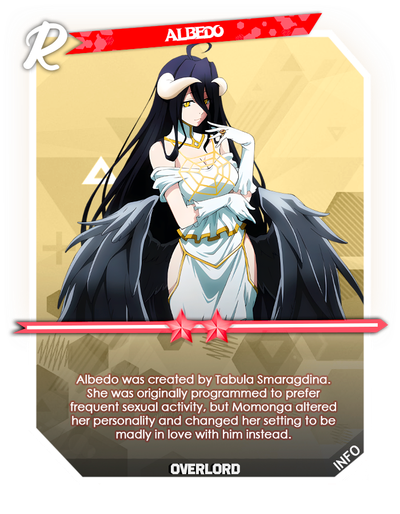 R
ALBEDO
Albedo was created by Tabula Smaragdina.
She was originally programmed to prefer
frequent sexual activity, but Momonga altered
her personality and changed her setting to be
madly in love with him instead.
INFO
OVERLORD